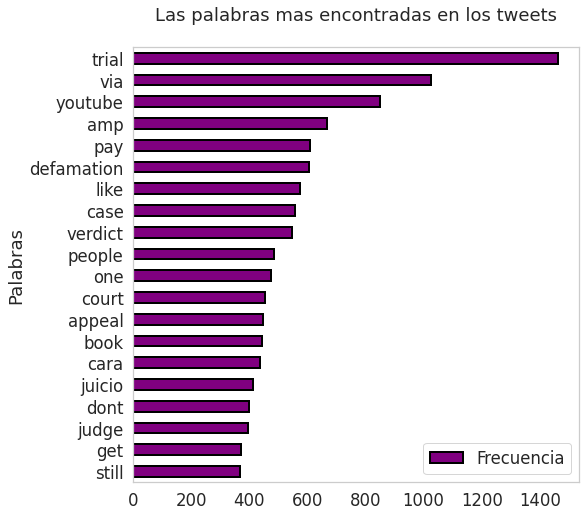 Las palabras mas encontradas en los tweets
Palabras
trial
via
youtube
amp
pay
defamation
like
case
verdict
people
one
court
appeal
book
cara
juicio
dont
judge
get
still
Frecuencia
0 200 400 600 800 1000 1200 1400